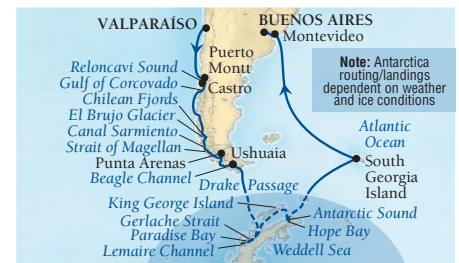 VALPARAÍSO
BUENOS AIRES
Montevideo
Puerto
Montt
Castro
Reloncaví Sound
Gulf of Corcovado
Chilean Fjords
El Brujo Glacier
Canal Sarmiento
Strait of Magellan
Punta Arenas
Ushuaia
Beagle Channel
Drake Passage
King George Island
Gerlache Strait
Paradise Bay
Lemaire Channel
Note: Antarctica
routing/landings
dependent on weather
and ice conditions
Atlantic
Ocean
South
Georgia
Island
Antarctic Sound
Hope Bay
Weddell Sea